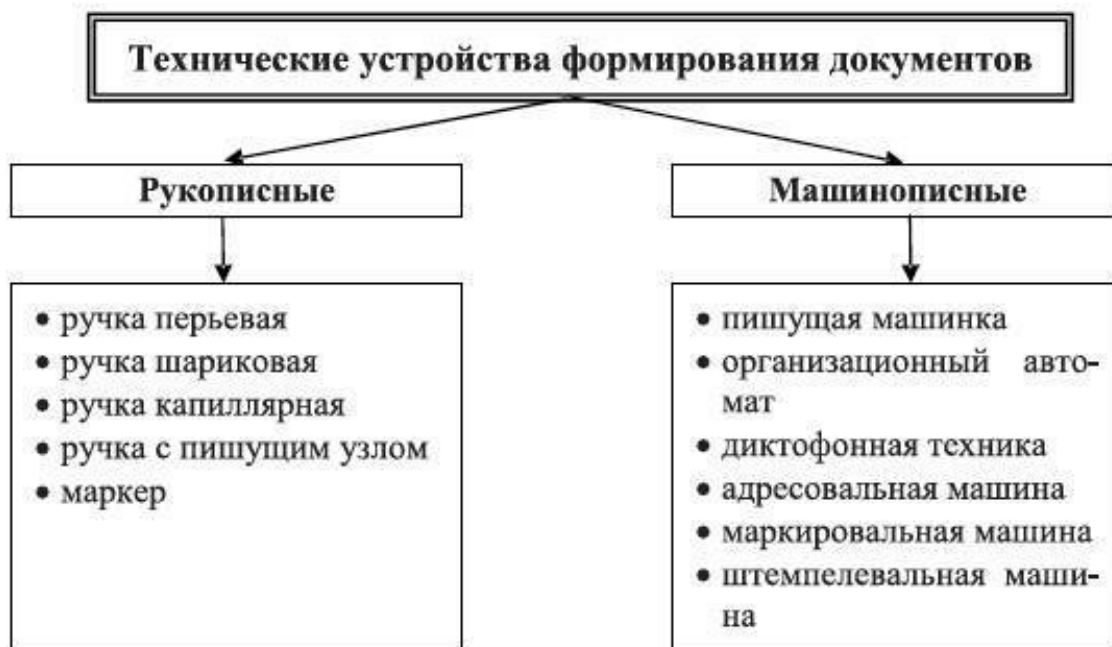 Технические устройства формирования документов
Рукописные
Машинописные
• ручка перьевая
• ручка шариковая
• ручка капиллярная
• ручка с пишущим узлом
• маркер
• пишущая машинка
• организационный авто-
мат
• диктофонная техника
• адресовальная машина
• маркировальная машина
• штемпелевальная маши-
на